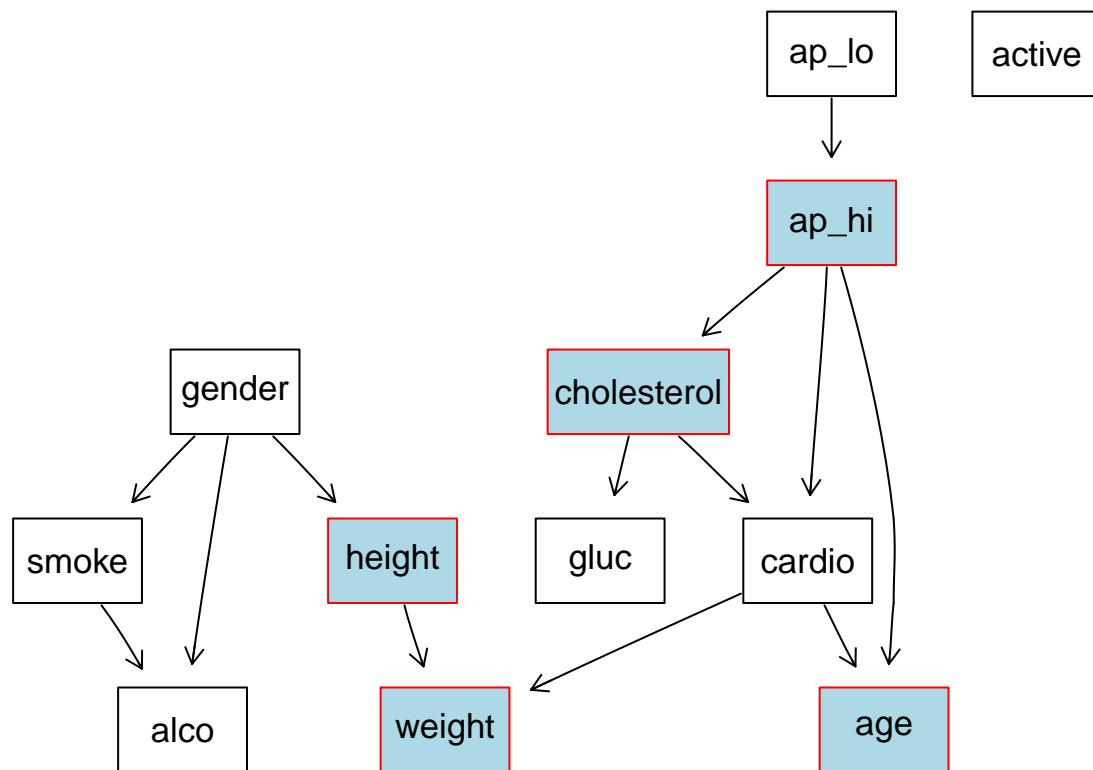 ap_lo
active
ap_hi
gender
cholesterol
smoke
height
gluc
cardio
alco
weight
age